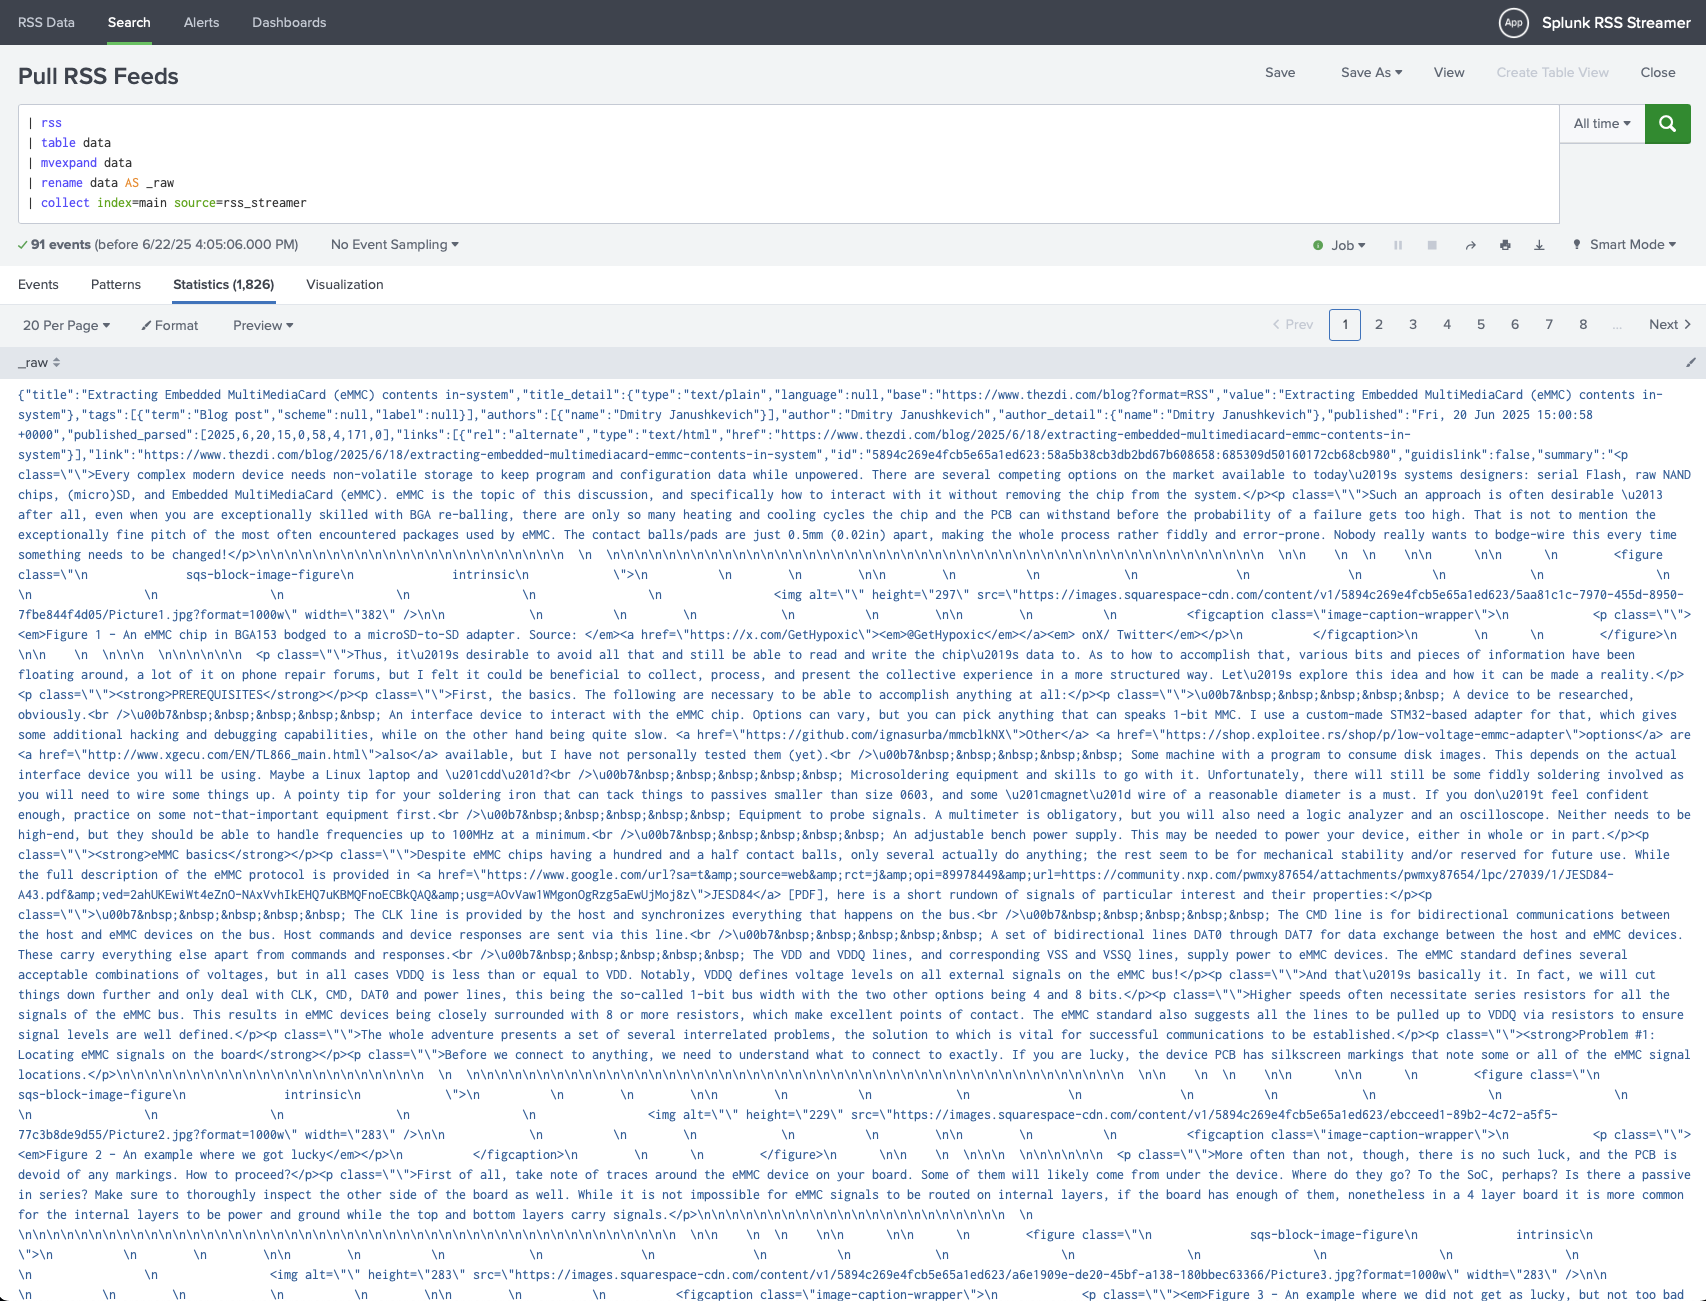 RSS Data Search Alerts Dashboards App Splunk RSS Streamer
Pull RSS Feeds Save Save As View Create Table View Close
| rss
| table data
| mvexpand data
| rename data AS _raw
| collect index=main source=rss_streamer
All time
91 events (before 6/22/25 4:05:06.000 PM) No Event Sampling Job Smart Mode
Events Patterns Statistics (1,826) Visualization
20 Per Page Format Preview < Prev 1 2 3 4 5 6 7 8 ... Next >
_raw
{"title":"Extracting Embedded MultiMediaCard (eMMC) contents in-system","title_detail":{"type":"text/plain","language":null,"base":"https://www.thezdi.com/blog?format=RSS","value":"Extracting Embedded MultiMediaCard (eMMC) contents in-
system"},"tags":[{"term":"Blog post","scheme":null,"label":null}],"authors":[{"name":"Dmitry Janushkevich"}],"author":"Dmitry Janushkevich","author_detail":{"name":"Dmitry Janushkevich"},"published":"Fri, 20 Jun 2025 15:00:58
+0000","published_parsed":[2025,6,20,15,0,58,4,171,0],"links":[{"rel":"alternate","type":"text/html","href":"https://www.thezdi.com/blog/2025/6/18/extracting-embedded-multimediacard-emmc-contents-in-
system"}],"link":"https://www.thezdi.com/blog/2025/6/18/extracting-embedded-multimediacard-emmc-contents-in-system","id":"5894c269e4fcb5e65a1ed623:58a5b38cb3db2bd67b608658:685309d50160172cb68cb980","guidislink":false,"summary":"<p
class=\"\">Every complex modern device needs non-volatile storage to keep program and configuration data while unpowered. There are several competing options on the market available to today\u2019s systems designers: serial Flash, raw NAND
chips, (micro)SD, and Embedded MultiMediaCard (eMMC). eMMC is the topic of this discussion, and specifically how to interact with it without removing the chip from the system.</p><p class=\"\">Such an approach is often desirable \u2013
after all, even when you are exceptionally skilled with BGA re-balling, there are only so many heating and cooling cycles the chip and the PCB can withstand before the probability of a failure gets too high. That is not to mention the
exceptionally fine pitch of the most often encountered packages used by eMMC. The contact balls/pads are just 0.5mm (0.02in) apart, making the whole process rather fiddly and error-prone. Nobody really wants to bodge-wire this every time
something needs to be changed!</p>\n\n\n\n\n\n\n\n\n\n\n\n\n\n\n\n\n\n\n\n\n\n \n \n\n\n\n\n\n\n\n\n\n\n\n\n\n\n\n\n\n\n\n\n\n\n\n\n\n\n\n\n\n\n\n\n\n\n\n\n\n\n\n\n\n\n\n \n\n \n \n \n\n \n\n \n <figure
class=\"\n sqs-block-image-figure\n intrinsic\n \">\n \n \n \n\n \n \n \n \n \n \n \n \n
\n \n \n \n \n \n <img alt=\"\" height=\"297\" src=\"https://images.squarespace-cdn.com/content/v1/5894c269e4fcb5e65a1ed623/5aa81c1c-7970-455d-8950-
7fbe844f4d05/Picture1.jpg?format=1000w\" width=\"382\" />\n\n \n \n \n \n \n \n\n \n \n <figcaption class=\"image-caption-wrapper\">\n <p class=\"\">
<em>Figure 1 – An eMMC chip in BGA153 bodged to a microSD-to-SD adapter. Source: </em><a href=\"https://x.com/GetHypoxic\"><em>@GetHypoxic</em></a><em> onX/ Twitter</em></p>\n </figcaption>\n \n \n </figure>\n
\n\n \n \n \n\n\n \n\n\n\n\n\n <p class=\"\">Thus, it\u2019s desirable to avoid all that and still be able to read and write the chip\u2019s data to. As to how to accomplish that, various bits and pieces of information have been
floating around, a lot of it on phone repair forums, but I felt it could be beneficial to collect, process, and present the collective experience in a more structured way. Let\u2019s explore this idea and how it can be made a reality.</p>
<p class=\"\"><strong>PREREQUISITES</strong></p><p class=\"\">First, the basics. The following are necessary to be able to accomplish anything at all:</p><p class=\"\">\u00b7&nbsp;&nbsp;&nbsp;&nbsp; A device to be researched,
obviously.<br />\u00b7&nbsp;&nbsp;&nbsp;&nbsp; An interface device to interact with the eMMC chip. Options can vary, but you can pick anything that can speaks 1-bit MMC. I use a custom-made STM32-based adapter for that, which gives
some additional hacking and debugging capabilities, while on the other hand being quite slow. <a href=\"https://github.com/ignasurba/mmcblkNX\">Other</a> <a href=\"https://shop.exploitee.rs/shop/p/low-voltage-emmc-adapter\">options</a> are
<a href=\"http://www.xgecu.com/EN/TL866_main.html\">also</a> available, but I have not personally tested them (yet).<br />\u00b7&nbsp;&nbsp;&nbsp;&nbsp; Some machine with a program to consume disk images. This depends on the actual
interface device you will be using. Maybe a Linux laptop and \u201cdd\u201d?<br />\u00b7&nbsp;&nbsp;&nbsp;&nbsp; Microsoldering equipment and skills to go with it. Unfortunately, there will still be some fiddly soldering involved as
you will need to wire some things up. A pointy tip for your soldering iron that can tack things to passives smaller than size 0603, and some \u201cmagnet\u201d wire of a reasonable diameter is a must. If you don\u2019t feel confident
enough, practice on some not-that-important equipment first.<br />\u00b7&nbsp;&nbsp;&nbsp;&nbsp; Equipment to probe signals. A multimeter is obligatory, but you will also need a logic analyzer and an oscilloscope. Neither needs to be
high-end, but they should be able to handle frequencies up to 100MHz at a minimum.<br />\u00b7&nbsp;&nbsp;&nbsp;&nbsp; An adjustable bench power supply. This may be needed to power your device, either in whole or in part.</p><p
class=\"\"><strong>eMMC basics</strong></p><p class=\"\">Despite eMMC chips having a hundred and a half contact balls, only several actually do anything; the rest seem to be for mechanical stability and/or reserved for future use. While
the full description of the eMMC protocol is provided in <a href=\"https://www.google.com/url?sa=t&amp;source=web&amp;rct=j&amp;opi=89978449&amp;url=https://community.nxp.com/pwmxy87654/attachments/pwmxy87654/lpc/27039/1/JESD84-
A43.pdf&amp;ved=2ahUKEwiWt4eZnO-NAxVvhIkEHQ7uKBMQFnoECBkQAQ&amp;usg=AOvVaw1WMgonOgRzg5aEwUjMoj8z\">JESD84</a> [PDF], here is a short rundown of signals of particular interest and their properties:</p><p
class=\"\">\u00b7&nbsp;&nbsp;&nbsp;&nbsp; The CLK line is provided by the host and synchronizes everything that happens on the bus.<br />\u00b7&nbsp;&nbsp;&nbsp;&nbsp; The CMD line is for bidirectional communications between
the host and eMMC devices on the bus. Host commands and device responses are sent via this line.<br />\u00b7&nbsp;&nbsp;&nbsp;&nbsp; A set of bidirectional lines DAT0 through DAT7 for data exchange between the host and eMMC devices.
These carry everything else apart from commands and responses.<br />\u00b7&nbsp;&nbsp;&nbsp;&nbsp; The VDD and VDDQ lines, and corresponding VSS and VSSQ lines, supply power to eMMC devices. The eMMC standard defines several
acceptable combinations of voltages, but in all cases VDDQ is less than or equal to VDD. Notably, VDDQ defines voltage levels on all external signals on the eMMC bus!</p><p class=\"\">And that\u2019s basically it. In fact, we will cut
things down further and only deal with CLK, CMD, DAT0 and power lines, this being the so-called 1-bit bus width with the two other options being 4 and 8 bits.</p><p class=\"\">Higher speeds often necessitate series resistors for all the
signals of the eMMC bus. This results in eMMC devices being closely surrounded with 8 or more resistors, which make excellent points of contact. The eMMC standard also suggests all the lines to be pulled up to VDDQ via resistors to ensure
signal levels are well defined.</p><p class=\"\">The whole adventure presents a set of several interrelated problems, the solution to which is vital for successful communications to be established.</p><p class=\"\"><strong>Problem #1:
Locating eMMC signals on the board</strong></p><p class=\"\">Before we connect to anything, we need to understand what to connect to exactly. If you are lucky, the device PCB has silkscreen markings that note some or all of the eMMC signal
locations.</p>\n\n\n\n\n\n\n\n\n\n\n\n\n\n\n\n\n\n\n\n\n\n \n \n\n\n\n\n\n\n\n\n\n\n\n\n\n\n\n\n\n\n\n\n\n\n\n\n\n\n\n\n\n\n\n\n\n\n\n\n\n\n\n\n\n\n\n \n\n \n \n \n\n \n\n \n <figure class=\"\n
sqs-block-image-figure\n intrinsic\n \">\n \n \n \n\n \n \n \n \n \n \n \n \n
\n \n \n \n \n <img alt=\"\" height=\"229\" src=\"https://images.squarespace-cdn.com/content/v1/5894c269e4fcb5e65a1ed623/ebcceed1-89b2-4c72-a5f5-
77c3b8de9d55/Picture2.jpg?format=1000w\" width=\"283\" />\n\n \n \n \n \n \n \n\n \n \n <figcaption class=\"image-caption-wrapper\">\n <p class=\"\">
<em>Figure 2 – An example where we got lucky</em></p>\n </figcaption>\n \n \n </figure>\n \n\n \n \n\n\n \n\n\n\n\n\n <p class=\"\">More often than not, though, there is no such luck, and the PCB is
devoid of any markings. How to proceed?</p><p class=\"\">First of all, take note of traces around the eMMC device on your board. Some of them will likely come from under the device. Where do they go? To the SoC, perhaps? Is there a passive
in series? Make sure to thoroughly inspect the other side of the board as well. While it is not impossible for eMMC signals to be routed on internal layers, if the board has enough of them, nonetheless in a 4 layer board it is more common
for the internal layers to be power and ground while the top and bottom layers carry signals.</p>\n\n\n\n\n\n\n\n\n\n\n\n\n\n\n\n\n\n\n\n\n\n \n
\n\n\n\n\n\n\n\n\n\n\n\n\n\n\n\n\n\n\n\n\n\n\n\n\n\n\n\n\n\n\n\n\n\n\n\n\n\n\n\n\n\n\n\n\n\n\n \n\n \n \n \n\n \n\n \n <figure class=\"\n sqs-block-image-figure\n intrinsic\n
\">\n \n \n \n\n \n \n \n \n \n \n \n \n \n \n \n
\n \n <img alt=\"\" height=\"283\" src=\"https://images.squarespace-cdn.com/content/v1/5894c269e4fcb5e65a1ed623/a6e1909e-de20-45bf-a138-180bbec63366/Picture3.jpg?format=1000w\" width=\"283\" />\n\n
\n \n \n \n \n \n \n\n \n \n <figcaption class=\"image-caption-wrapper\">\n <p class=\"\"><em>Figure 3 – An example where we did not get as lucky, but not too bad